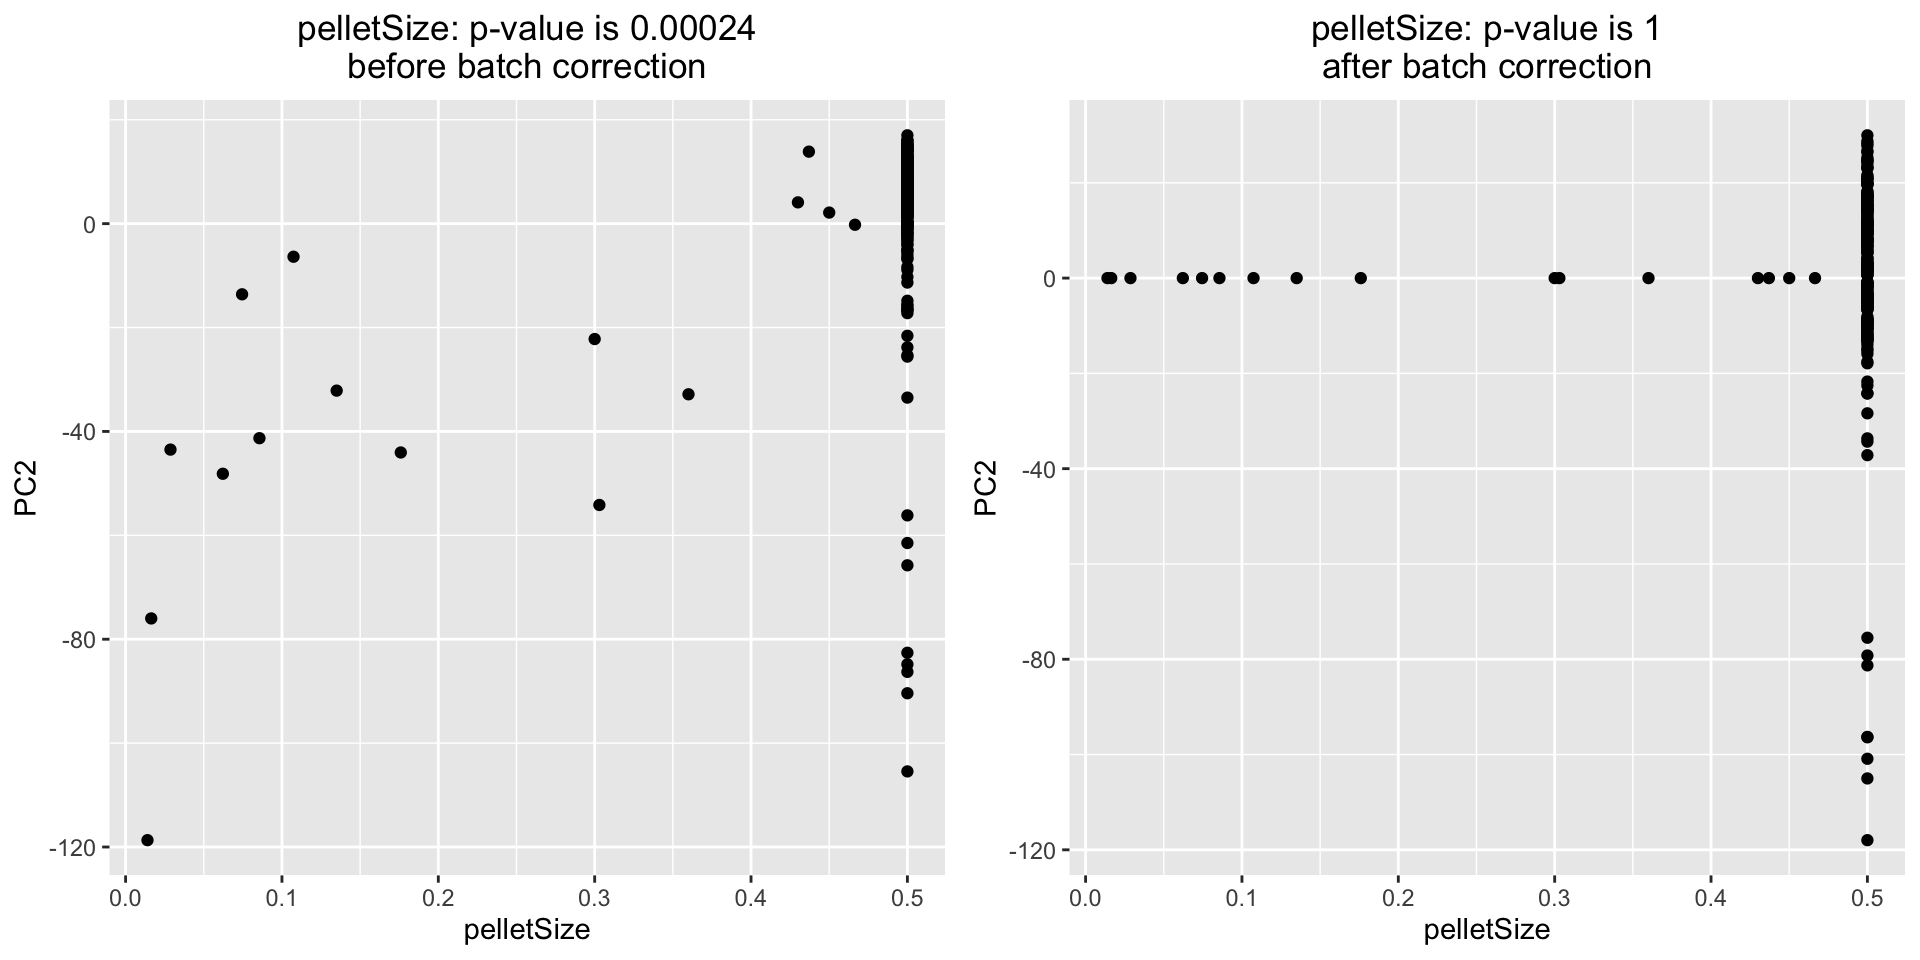 pelletSize: p-value is 0.00024
before batch correction
PC2
0
-40
-80
-120
0.0 0.1 0.2 0.3 0.4 0.5
pelletSize
pelletSize: p-value is 1
after batch correction
PC2
0
-40
-80
-120
0.0 0.1 0.2 0.3 0.4 0.5
pelletSize